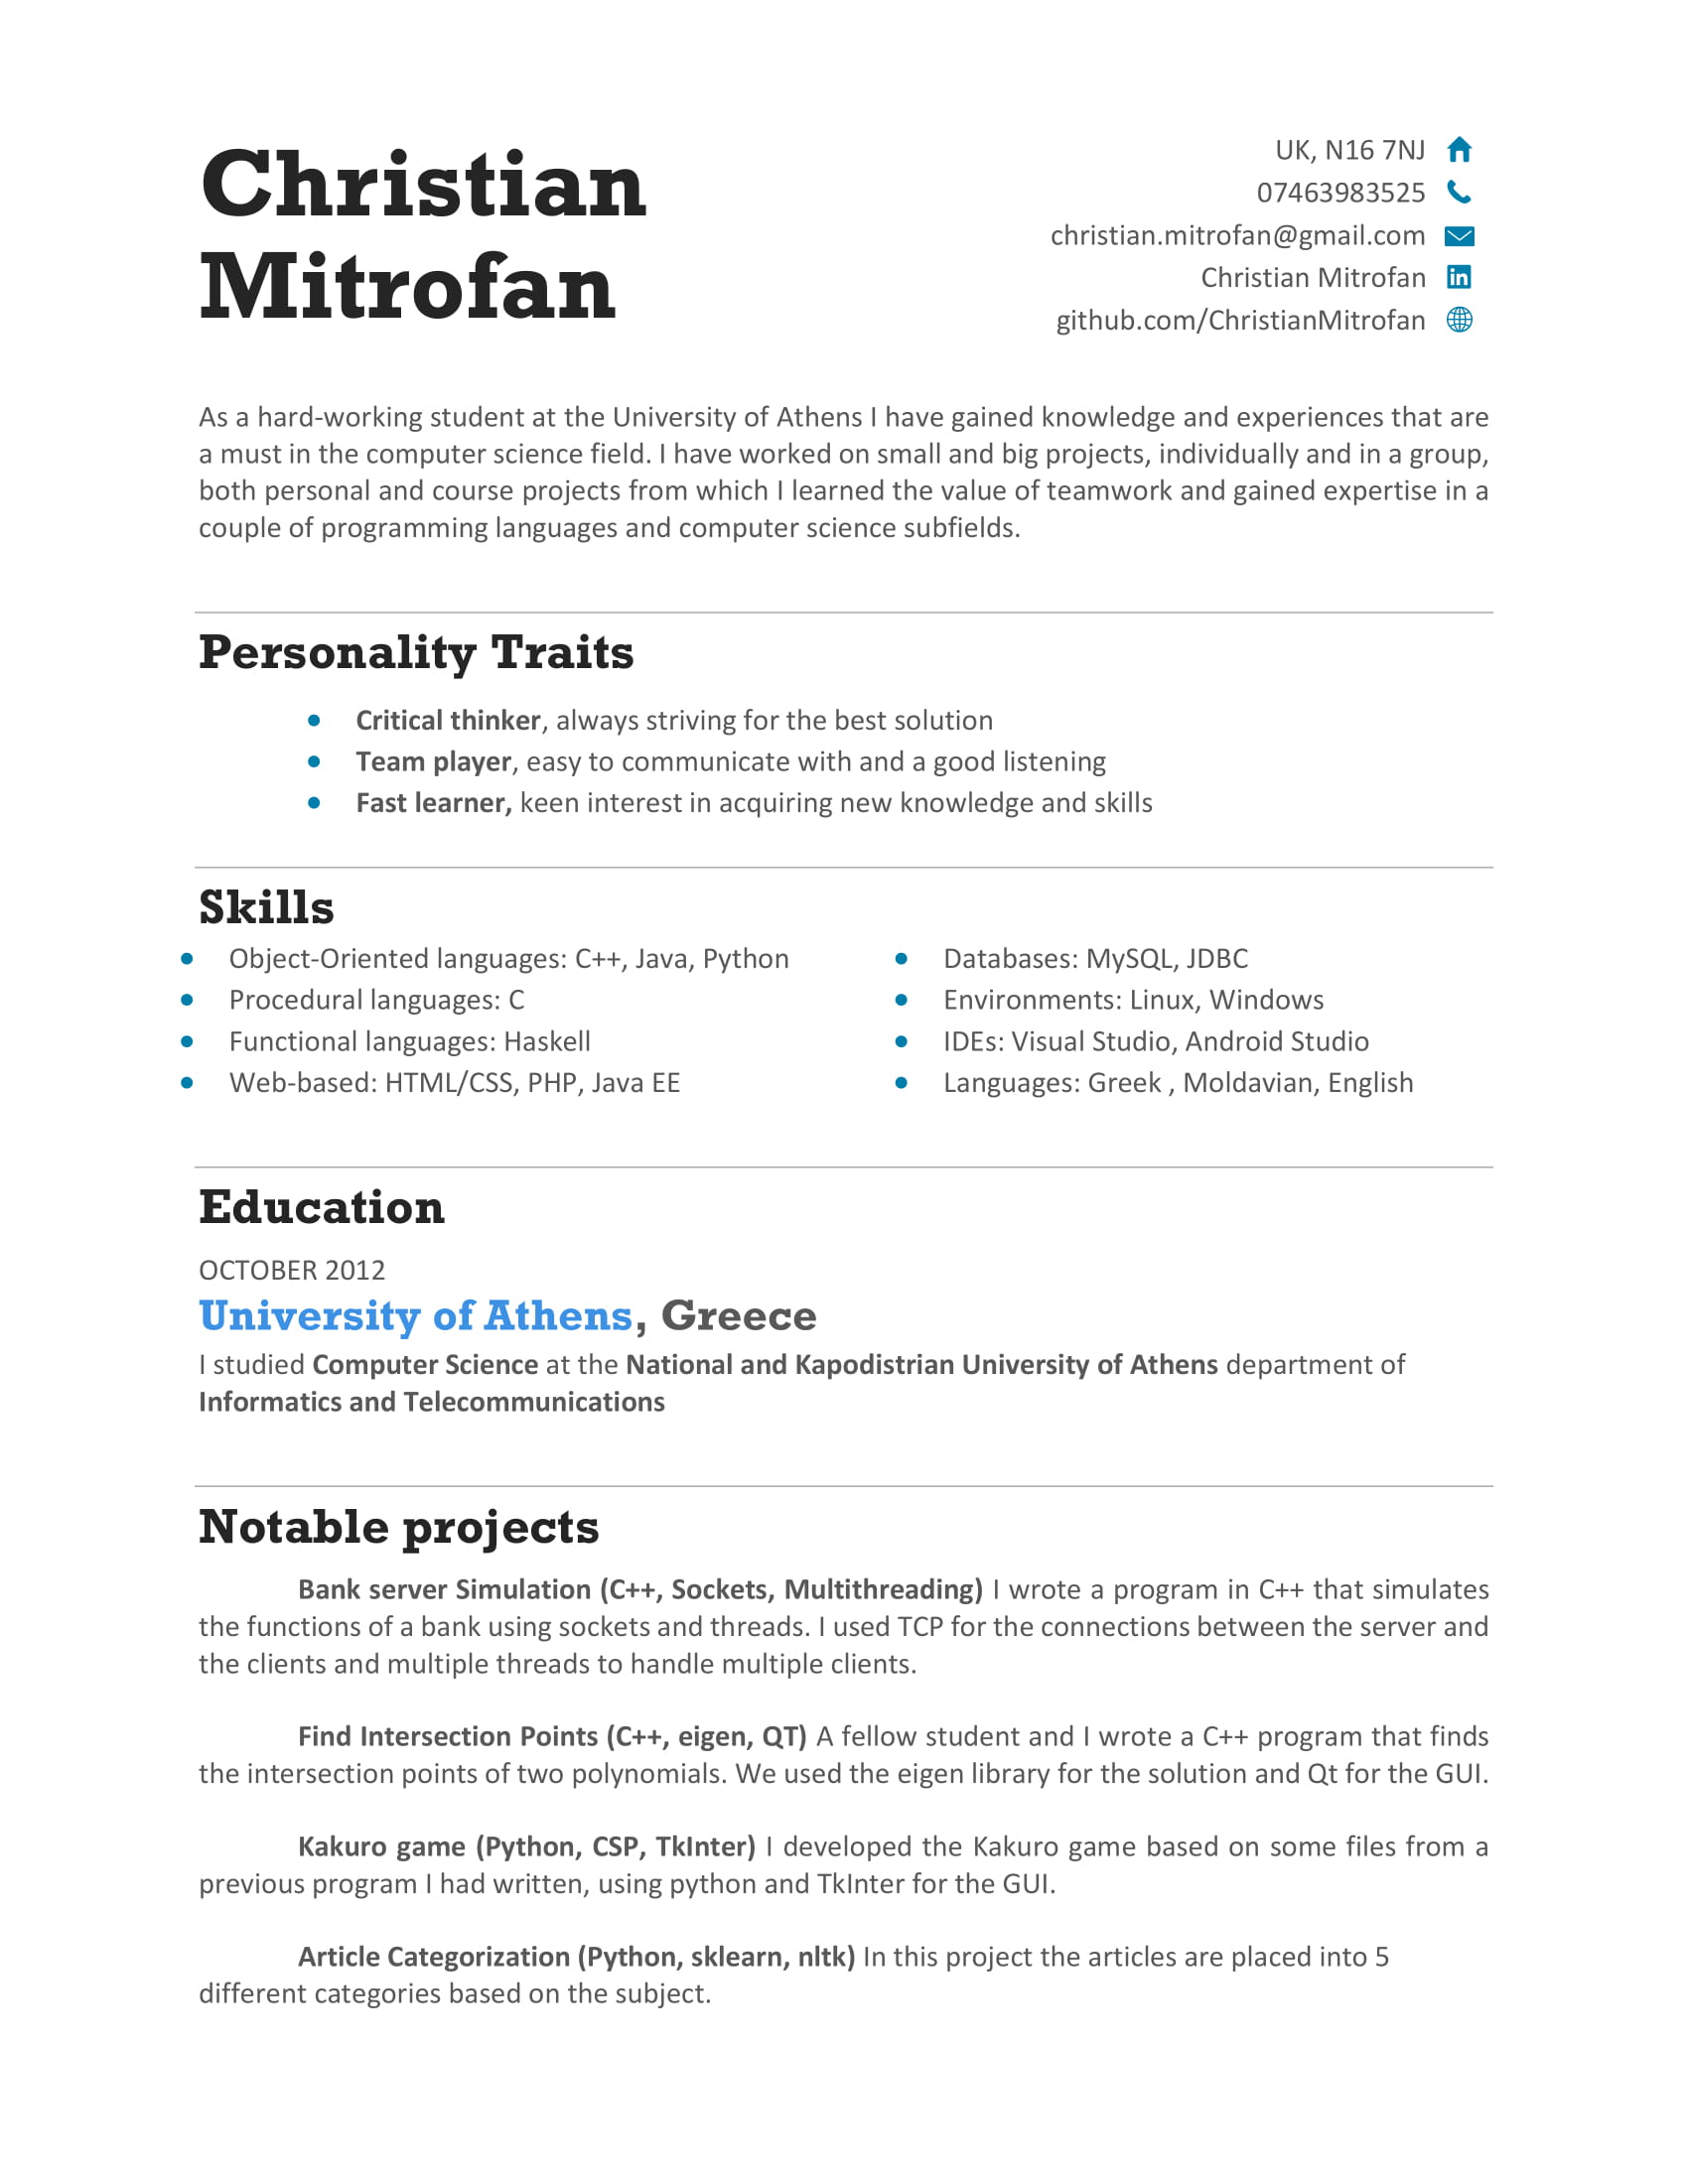 Christian
Mitrofan
UK, N16 7NJ
07463983525
christian.mitrofan@gmail.com
Christian Mitrofan
in
github.com/ChristianMitrofan
As a hard-working student at the University of Athens I have gained knowledge and experiences that are
a must in the computer science field. I have worked on small and big projects, individually and in a group,
both personal and course projects from which I learned the value of teamwork and gained expertise in a
couple of programming languages and computer science subfields.
Personality Traits
• Critical thinker, always striving for the best solution
• Team player, easy to communicate with and a good listening
• Fast learner, keen interest in acquiring new knowledge and skills
Skills
• Object-Oriented languages: C++, Java, Python
• Procedural languages: C
• Functional languages: Haskell
• Web-based: HTML/CSS, PHP, Java EE
• Databases: MySQL, JDBC
• Environments: Linux, Windows
• IDEs: Visual Studio, Android Studio
• Languages: Greek , Moldavian, English
Education
OCTOBER 2012
University of Athens, Greece
I studied Computer Science at the National and Kapodistrian University of Athens department of
Informatics and Telecommunications
Notable projects
Bank server Simulation (C++, Sockets, Multithreading) I wrote a program in C++ that simulates
the functions of a bank using sockets and threads. I used TCP for the connections between the server and
the clients and multiple threads to handle multiple clients.
Find Intersection Points (C++, eigen, QT) A fellow student and I wrote a C++ program that finds
the intersection points of two polynomials. We used the eigen library for the solution and Qt for the GUI.
Kakuro game (Python, CSP, TkInter) I developed the Kakuro game based on some files from a
previous program I had written, using python and TkInter for the GUI.
Article Categorization (Python, sklearn, nltk) In this project the articles are placed into 5
different categories based on the subject.